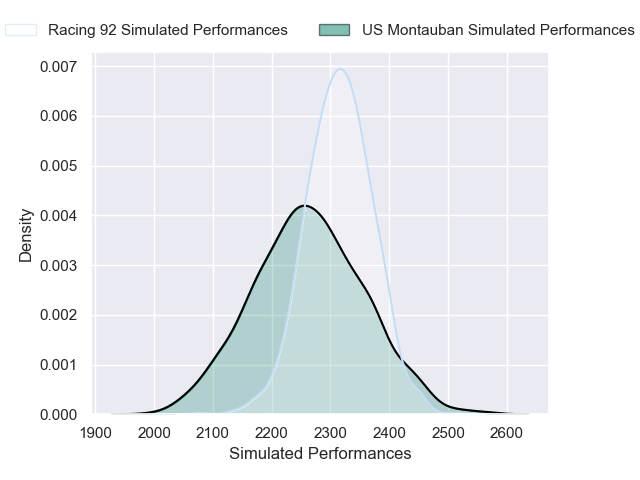 Racing 92 Simulated Performances US Montauban Simulated Performances
0.007
0.006
0.005
0.004
0.003
0.002
0.001
0.000
Density
1900 2000 2100 2200 2300 2400 2500 2600
Simulated Performances